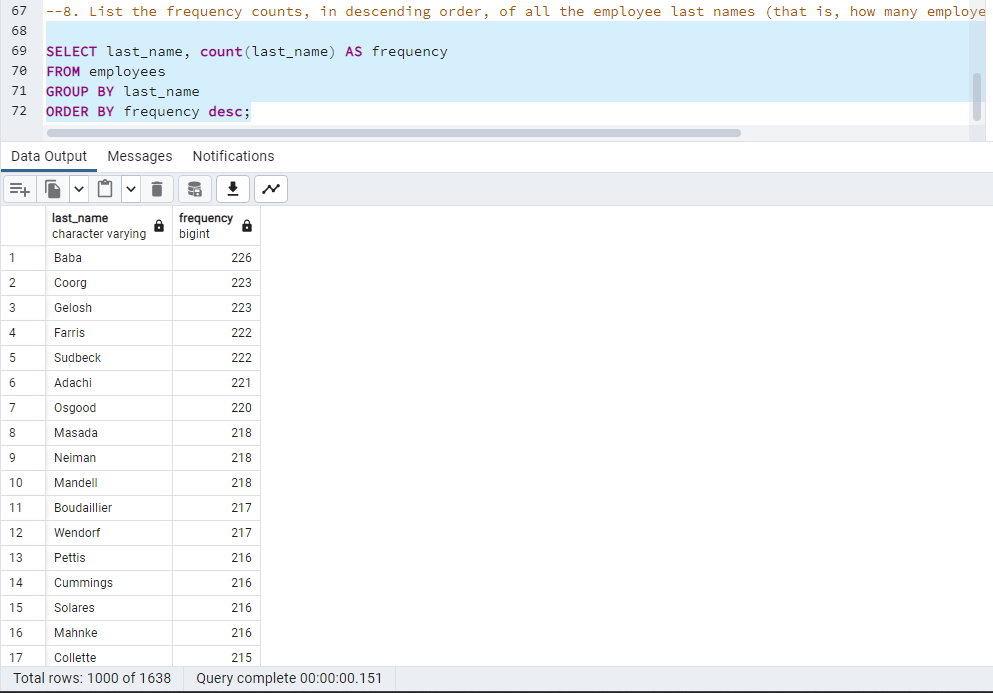 67 --8. List the frequency counts, in descending order, of all the employee last names (that is, how many employe
68
69 SELECT last_name, count(last_name) AS frequency
70 FROM employees
71 GROUP BY last_name
72 ORDER BY frequency desc;
Data Output Messages Notifications
last_name frequency
character varying bigint
1 Baba 226
2 Coorg 223
3 Gelosh 223
4 Farris 222
5 Sudbeck 222
6 Adachi 221
7 Osgood 220
8 Masada 218
9 Neiman 218
10 Mandell 218
11 Boudaillier 217
12 Wendorf 217
13 Pettis 216
14 Cummings 216
15 Solares 216
16 Mahnke 216
17 Collette 215
Total rows: 1000 of 1638 Query complete 00:00:00.151